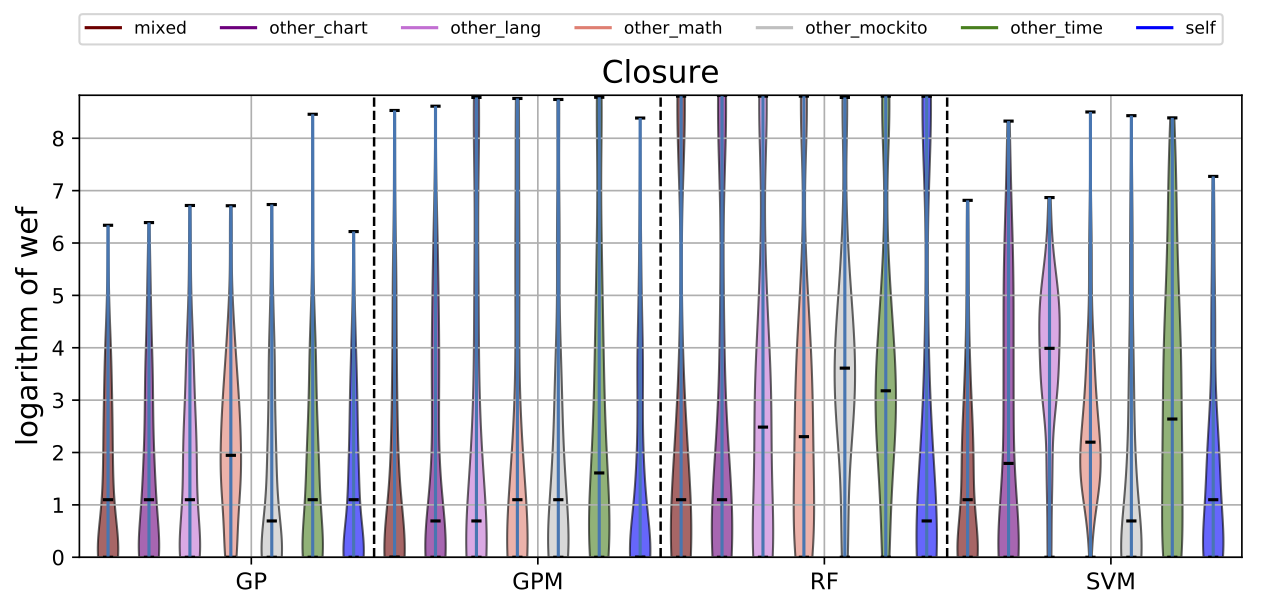 mixed other_chart other_lang other_math other_mockito other_time self
Closure
logarithm of wef
8
7
6
5
4
3
2
1
0
GP GPM RF SVM